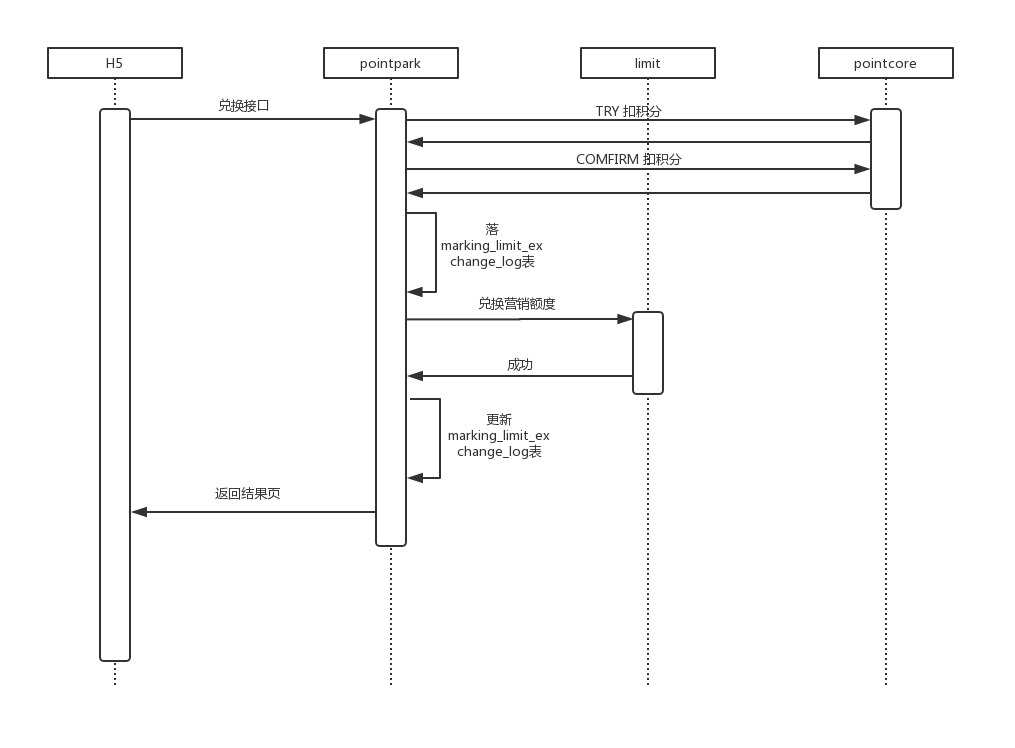 H5
pointpark
limit
pointcore
兑换接口
TRY 扣积分
COMFIRM 扣积分
落
marking_limit_ex
change_log表
兑换营销额度
成功
更新
marking_limit_ex
change_log表
返回结果页